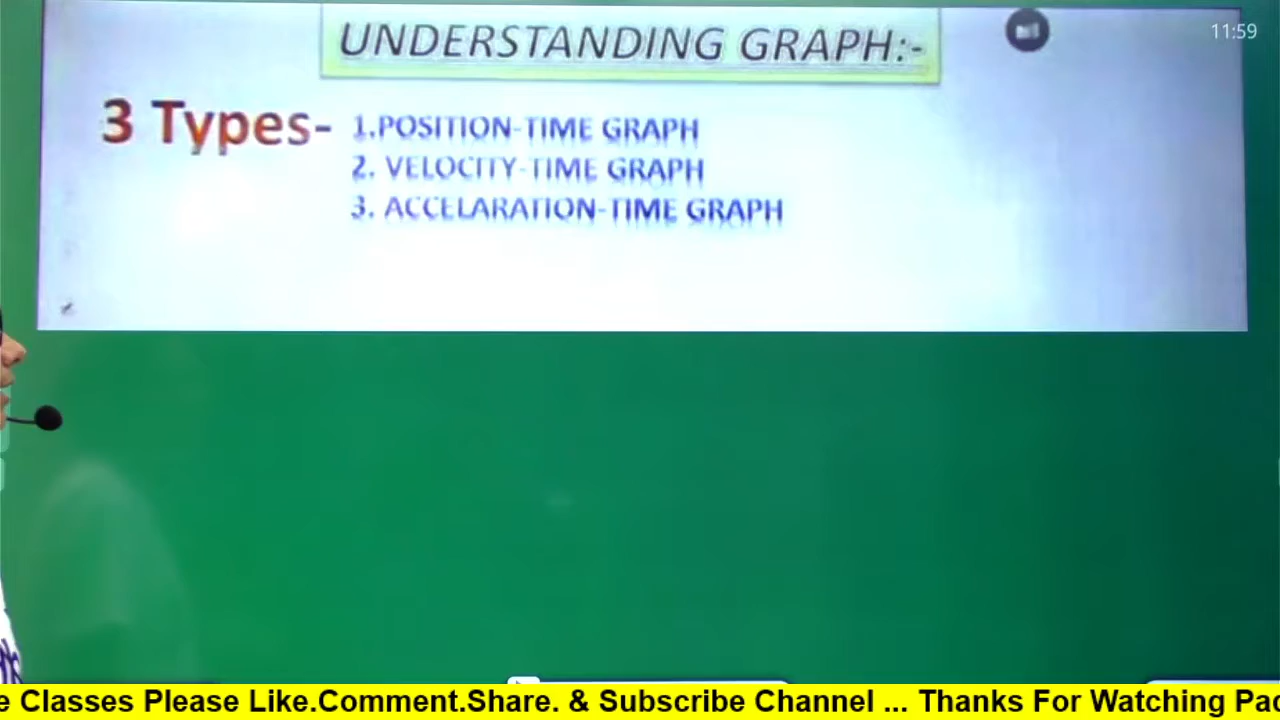 UNDERSTANDING GRAPH:-
11:59
3 Types-
1.POSITION-TIME GRAPH
2. VELOCITY-TIME GRAPH
3. ACCELARATION-TIME GRAPH
e Classes Please Like.Comment.Share. & Subscribe Channel ... Thanks For Watching Pac